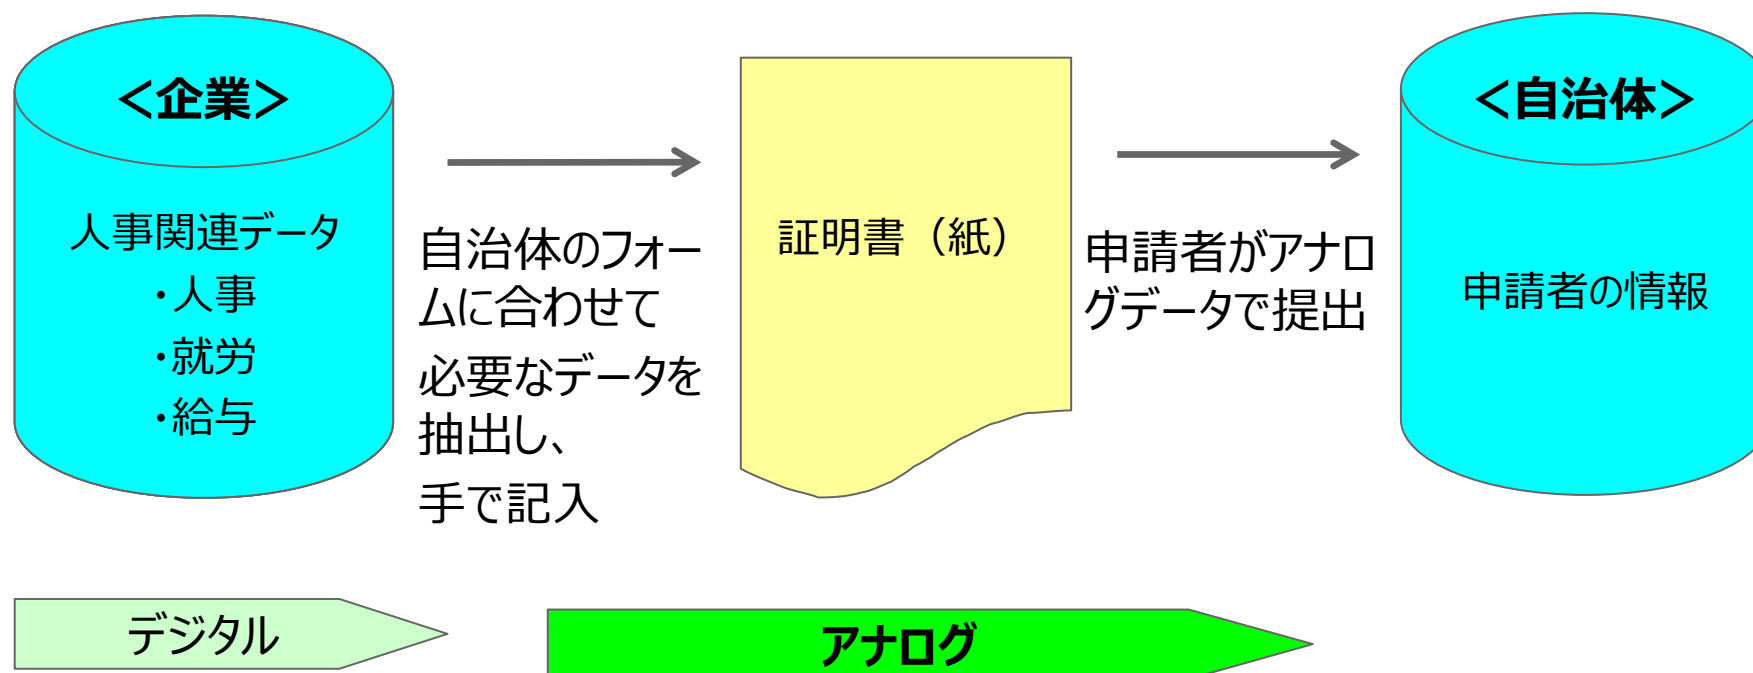 ＜企業＞
人事関連データ
・人事
・就労
・給与
自治体のフォー
ムに合わせて
必要なデータを
抽出し、
手で記入
証明書（紙）
申請者がアナロ
グデータで提出
＜自治体＞
申請者の情報
デジタル
アナログ